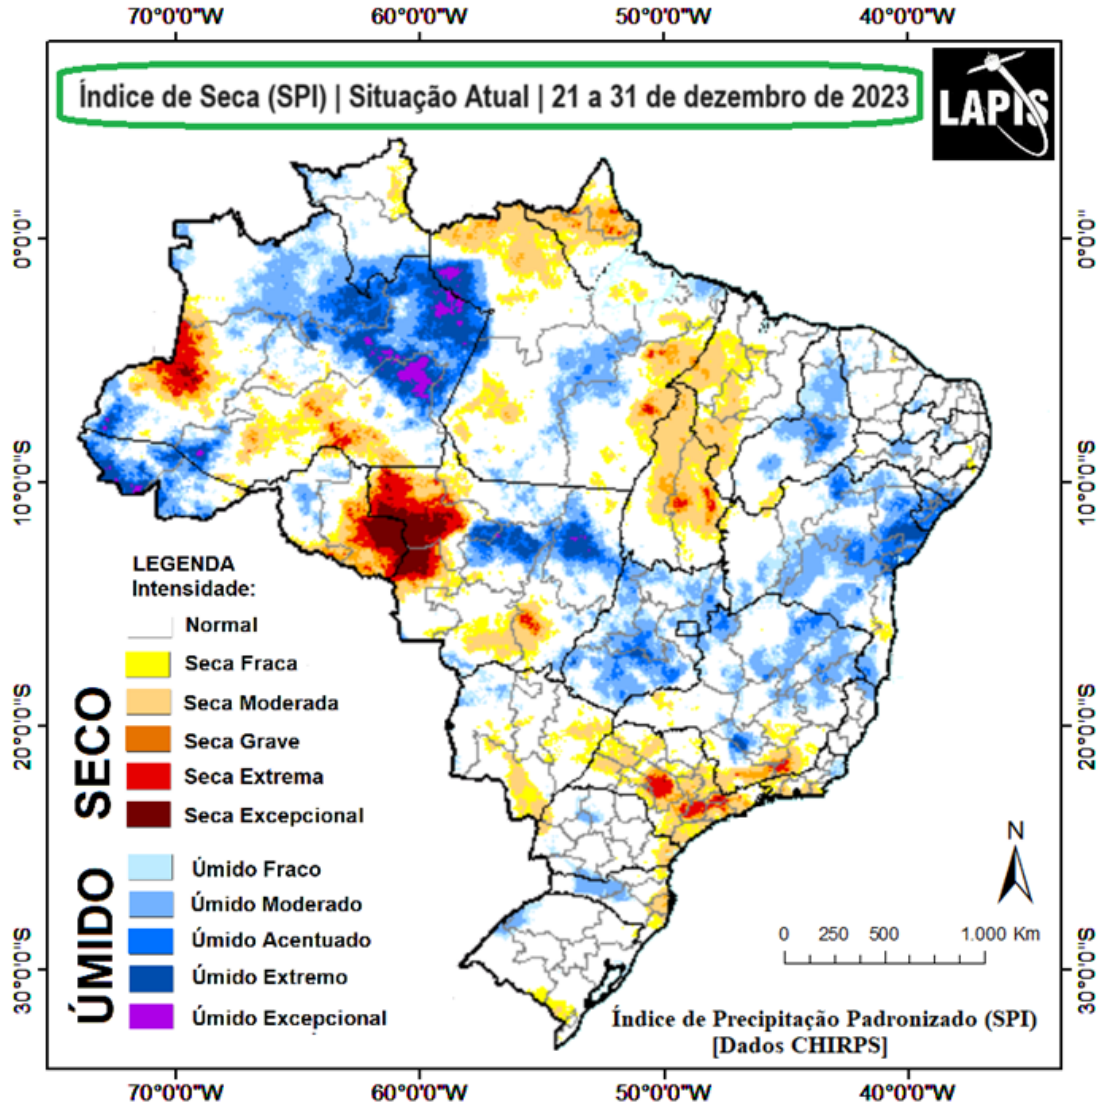 70°0'0"W 60°0'0"W 50°0'0"W 40°0'0"W
Índice de Seca (SPI) | Situação Atual | 21 a 31 de dezembro de 2023
LAPIS
0°0'0" 0°0'0"
10°0'0"S 10°0'0"S
20°0'0"S 20°0'0"S
30°0'0"S 30°0'0"S
LEGENDA
Intensidade:
Normal
SECO
Seca Fraca
Seca Moderada
Seca Grave
Seca Extrema
Seca Excepcional
ÚMIDO
Úmido Fraco
Úmido Moderado
Úmido Acentuado
Úmido Extremo
Úmido Excepcional
N
0 250 500 1.000 Km
Índice de Precipitação Padronizado (SPI)
[Dados CHIRPS]
70°0'0"W 60°0'0"W 50°0'0"W 40°0'0"W